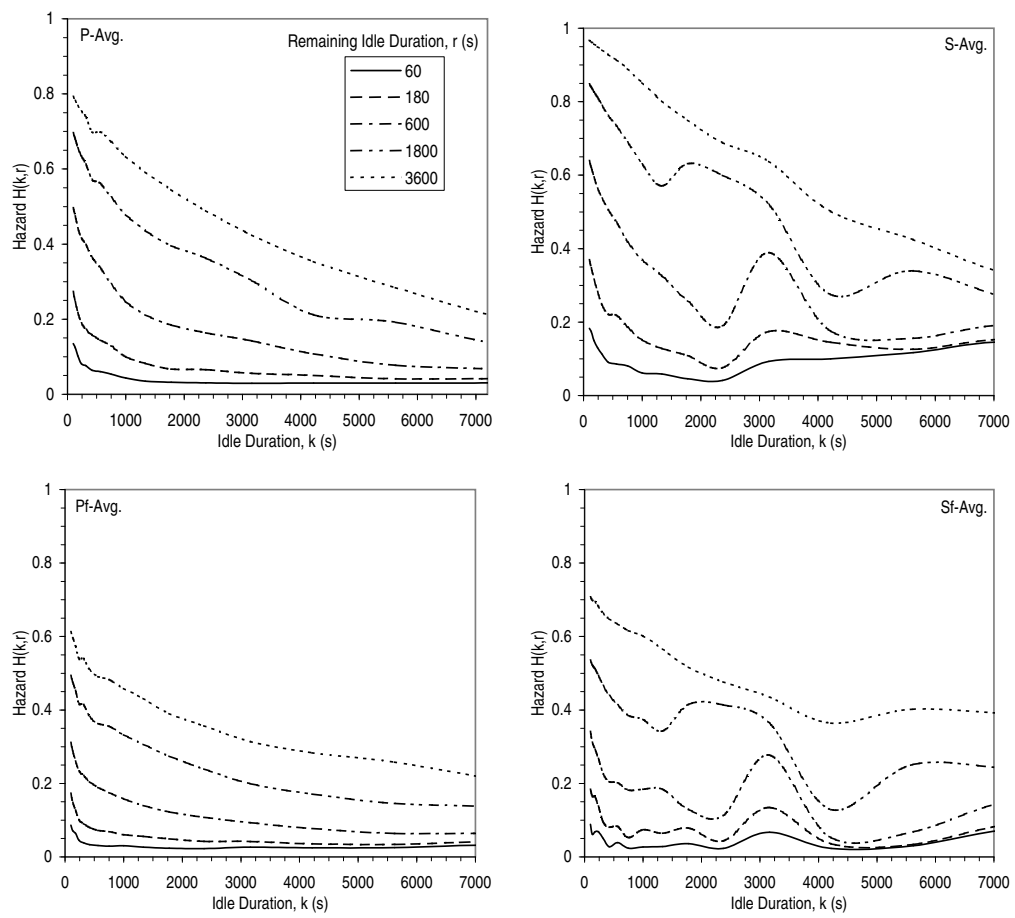 P-Avg.
Remaining Idle Duration, r (s)
60
180
600
1800
3600
Hazard H(k,r)
1
0.8
0.6
0.4
0.2
0
0 1000 2000 3000 4000 5000 6000 7000
Idle Duration, k (s)
S-Avg.
Hazard H(k,r)
1
0.8
0.6
0.4
0.2
0
0 1000 2000 3000 4000 5000 6000 7000
Idle Duration, k (s)
Pf-Avg.
Hazard H(k,r)
1
0.8
0.6
0.4
0.2
0
0 1000 2000 3000 4000 5000 6000 7000
Idle Duration, k (s)
Sf-Avg.
Hazard H(k,r)
1
0.8
0.6
0.4
0.2
0
0 1000 2000 3000 4000 5000 6000 7000
Idle Duration, k (s)